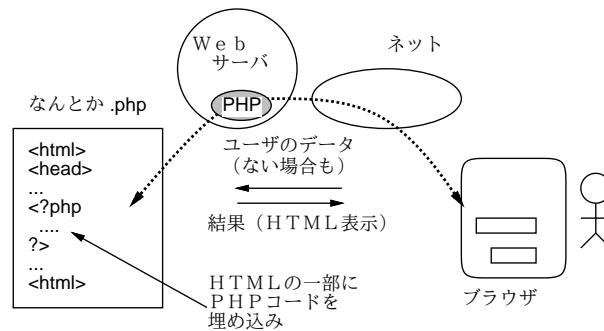 Ｗｅｂ
サーバ
PHP
ネット
なんとか .php
<html>
<head>
...
<?php
....
?>
...
<html>
ユーザのデータ
（ない場合も）
結果（ＨＴＭＬ表示）
ＨＴＭＬの一部に
ＰＨＰコードを
埋め込み
ブラウザ